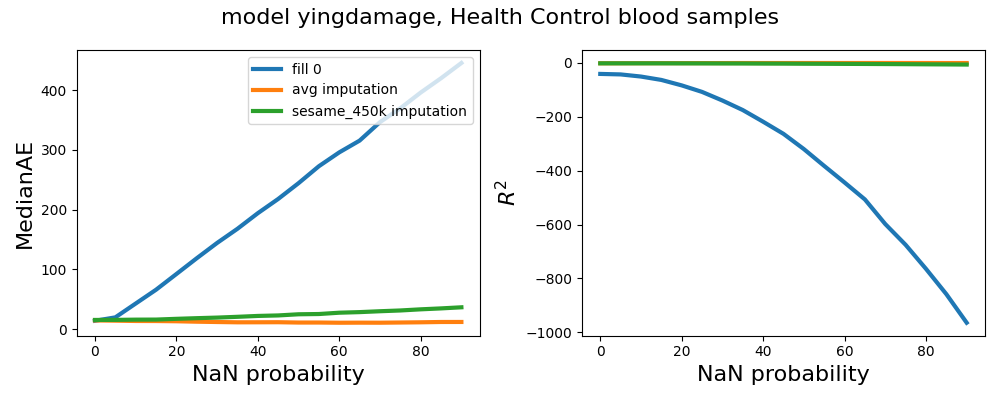 model yingdamage, Health Control blood samples
MedianAE
400
300
200
100
0
0 20 40 60 80
NaN probability
fill 0
avg imputation
sesame_450k imputation
R²
0
−200
−400
−600
−800
−1000
0 20 40 60 80
NaN probability